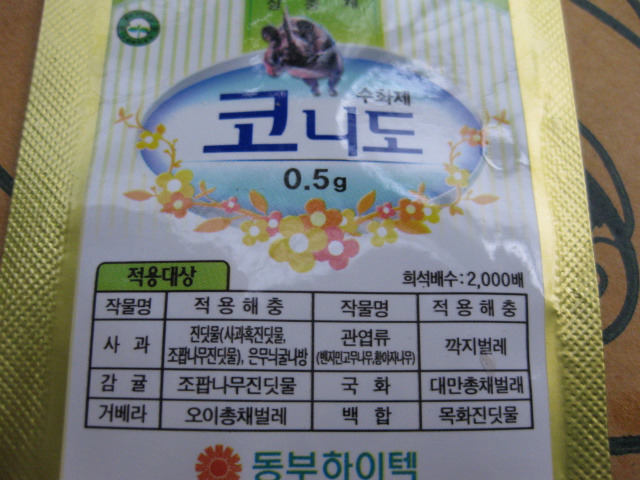 수화제
코니도
0.5g
적용대상
희석배수:2,000배
작물명 적용해충 작물명 적용해충
사과 진딧물(사과혹진딧물, 조팝나무진딧물), 은무늬굴나방 관엽류 (벤자민고무나무,황야자나무) 깍지벌레
감귤 조팝나무진딧물 국화 대만총채벌래
거베라 오이총채벌레 백합 목화진딧물
동부하이텍